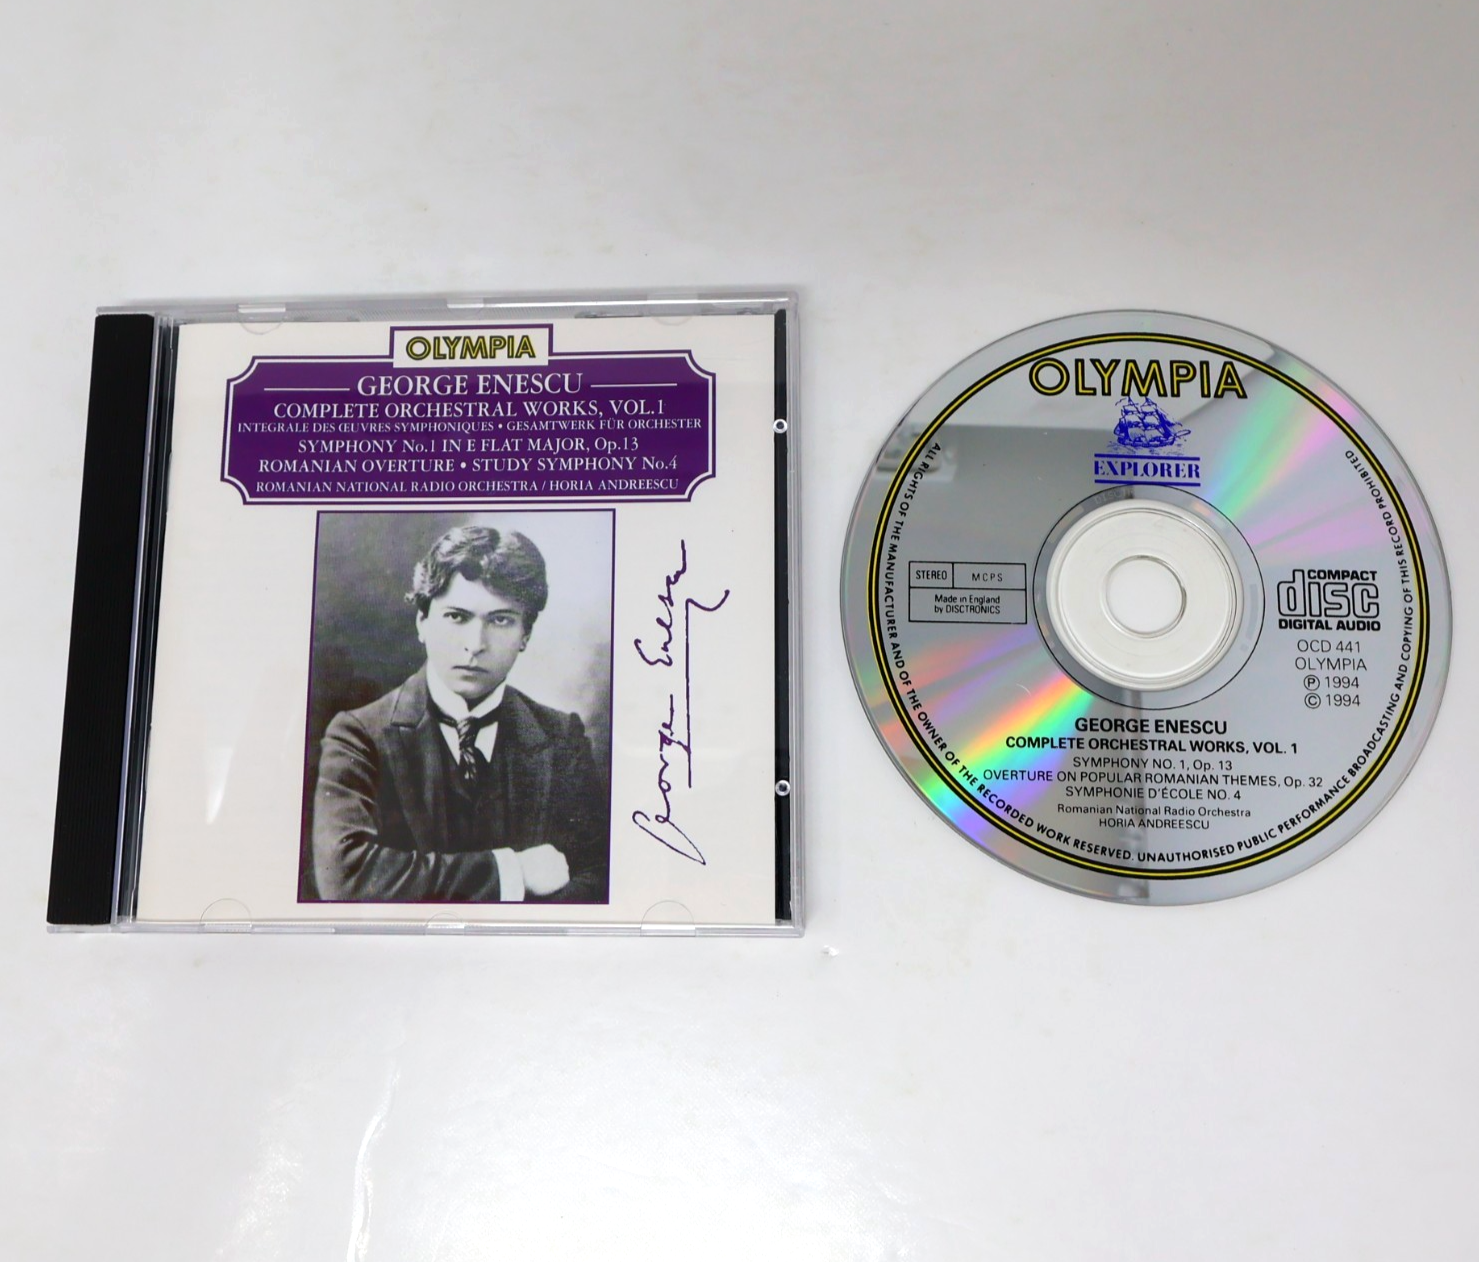 OLYMPIA
GEORGE ENESCU
COMPLETE ORCHESTRAL WORKS, VOL.1
INTEGRALE DES ŒUVRES SYMPHONIQUES • GESAMTWERK FÜR ORCHESTER
SYMPHONY No.1 IN E FLAT MAJOR, Op.13
ROMANIAN OVERTURE • STUDY SYMPHONY No.4
ROMANIAN NATIONAL RADIO ORCHESTRA / HORIA ANDREESCU
George Enescu
OLYMPIA
EXPLORER
STEREO
MCPS
Made in England
by DISCTRONICS
COMPACT
disc
DIGITAL AUDIO
OCD 441
OLYMPIA
℗ 1994
© 1994
GEORGE ENESCU
COMPLETE ORCHESTRAL WORKS, VOL. 1
SYMPHONY NO. 1, Op. 13
OVERTURE ON POPULAR ROMANIAN THEMES, Op. 32
SYMPHONIE D'ÉCOLE NO. 4
Romanian National Radio Orchestra
HORIA ANDREESCU
ALL RIGHTS OF THE MANUFACTURER AND OF THE OWNER OF THE RECORDED WORK RESERVED. UNAUTHORISED PUBLIC PERFORMANCE BROADCASTING AND COPYING OF THIS RECORD PROHIBITED